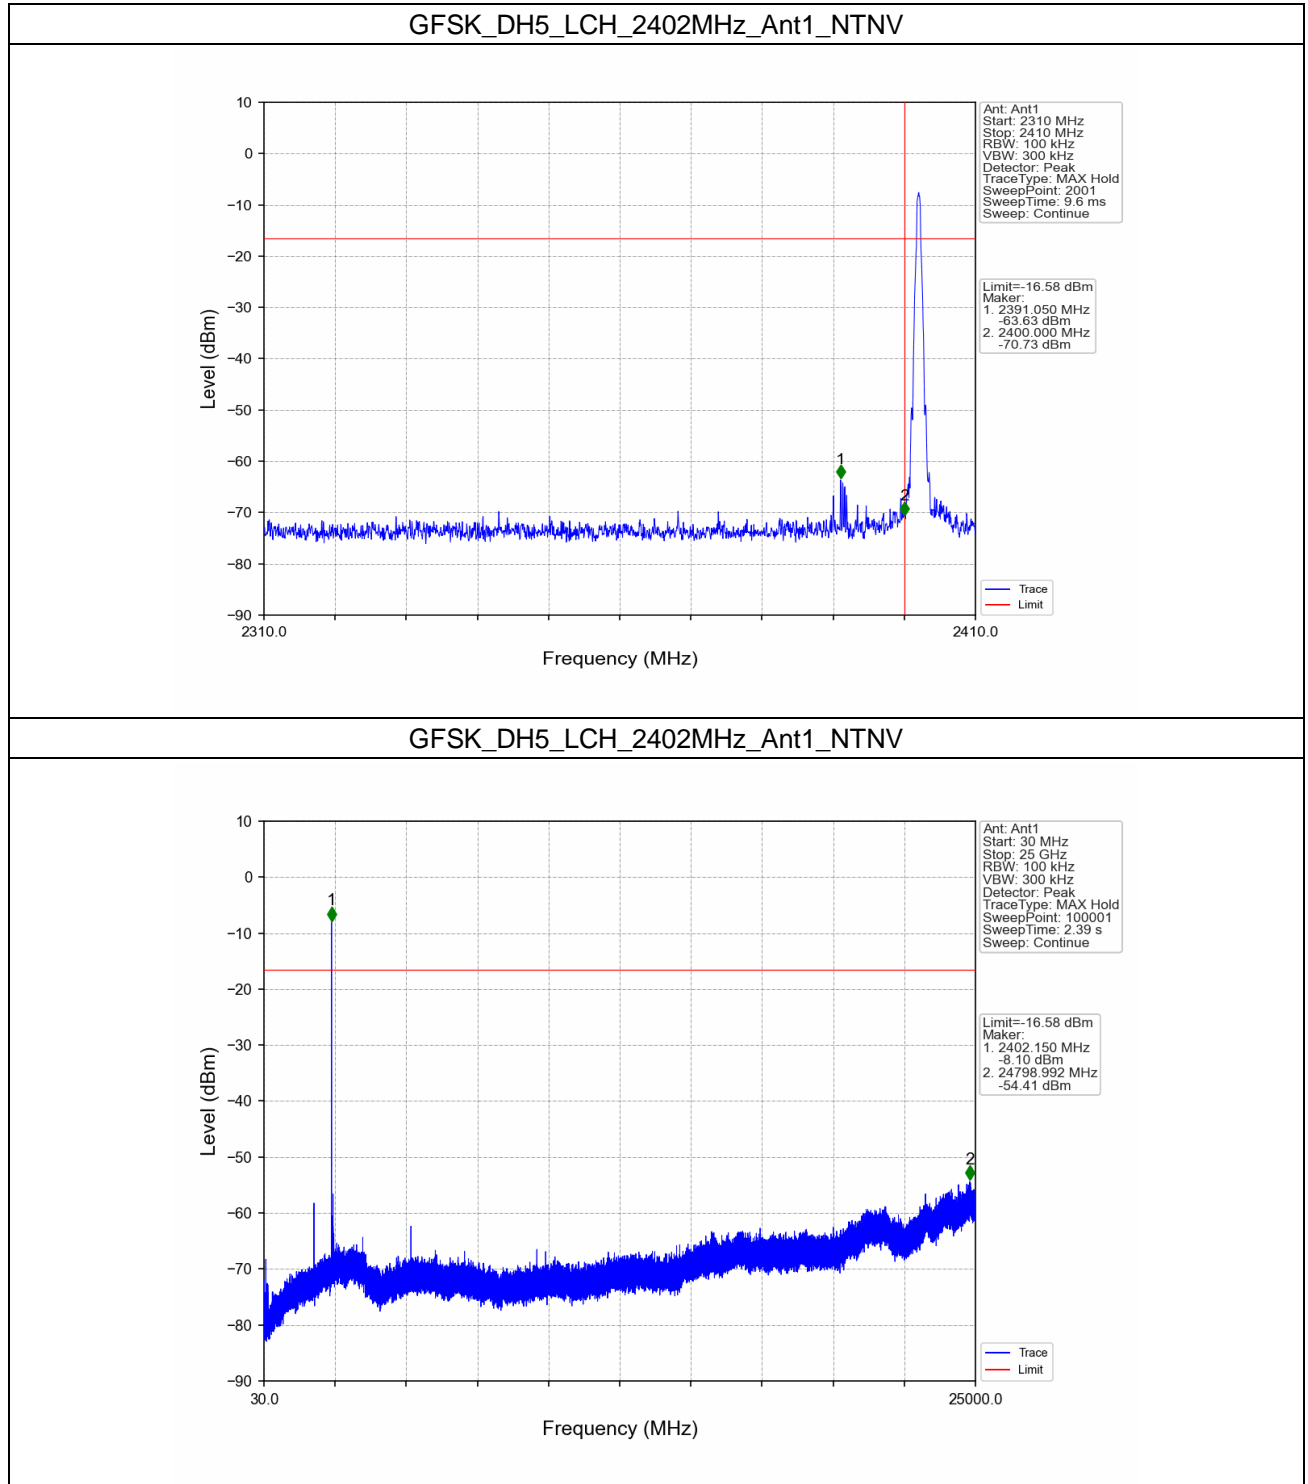 GFSK_DH5_LCH_2402MHz_Ant1_NTNV
10
0
−10
−20
−30
−40
−50
−60
−70
−80
−90
Level (dBm)
2310.0
2410.0
Frequency (MHz)
1
2
Ant: Ant1
Start: 2310 MHz
Stop: 2410 MHz
RBW: 100 kHz
VBW: 300 kHz
Detector: Peak
TraceType: MAX Hold
SweepPoint: 2001
SweepTime: 9.6 ms
Sweep: Continue
Limit=-16.58 dBm
Maker:
1. 2391.050 MHz
-63.63 dBm
2. 2400.000 MHz
-70.73 dBm
Trace
Limit
GFSK_DH5_LCH_2402MHz_Ant1_NTNV
10
0
−10
−20
−30
−40
−50
−60
−70
−80
−90
Level (dBm)
30.0
25000.0
Frequency (MHz)
1
2
Ant: Ant1
Start: 30 MHz
Stop: 25 GHz
RBW: 100 kHz
VBW: 300 kHz
Detector: Peak
TraceType: MAX Hold
SweepPoint: 100001
SweepTime: 2.39 s
Sweep: Continue
Limit=-16.58 dBm
Maker:
1. 2402.150 MHz
-8.10 dBm
2. 24798.992 MHz
-54.41 dBm
Trace
Limit